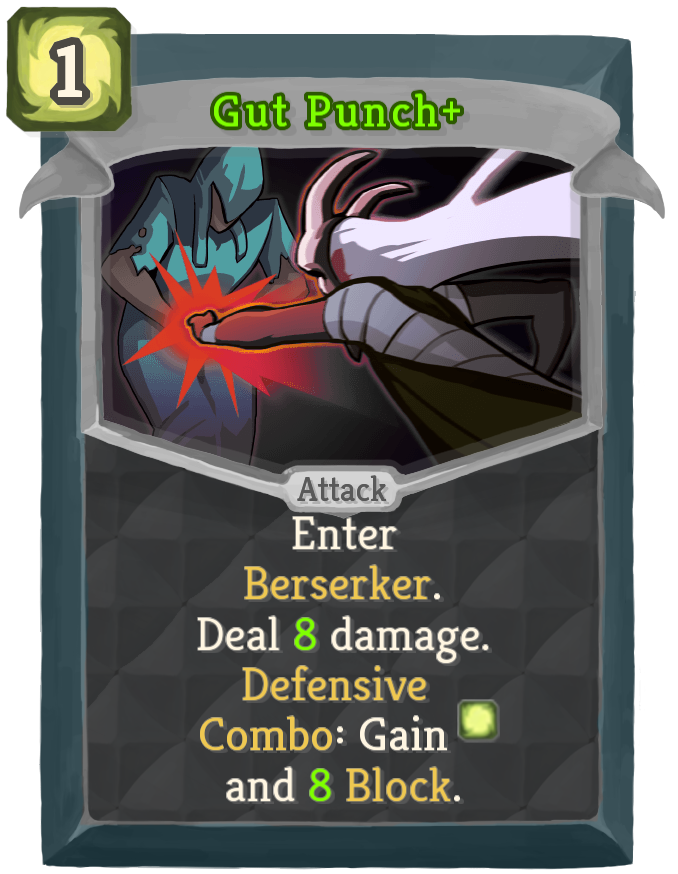 1
Gut Punch+
Attack
Enter
Berserker.
Deal 8 damage.
Defensive
Combo: Gain
and 8 Block.